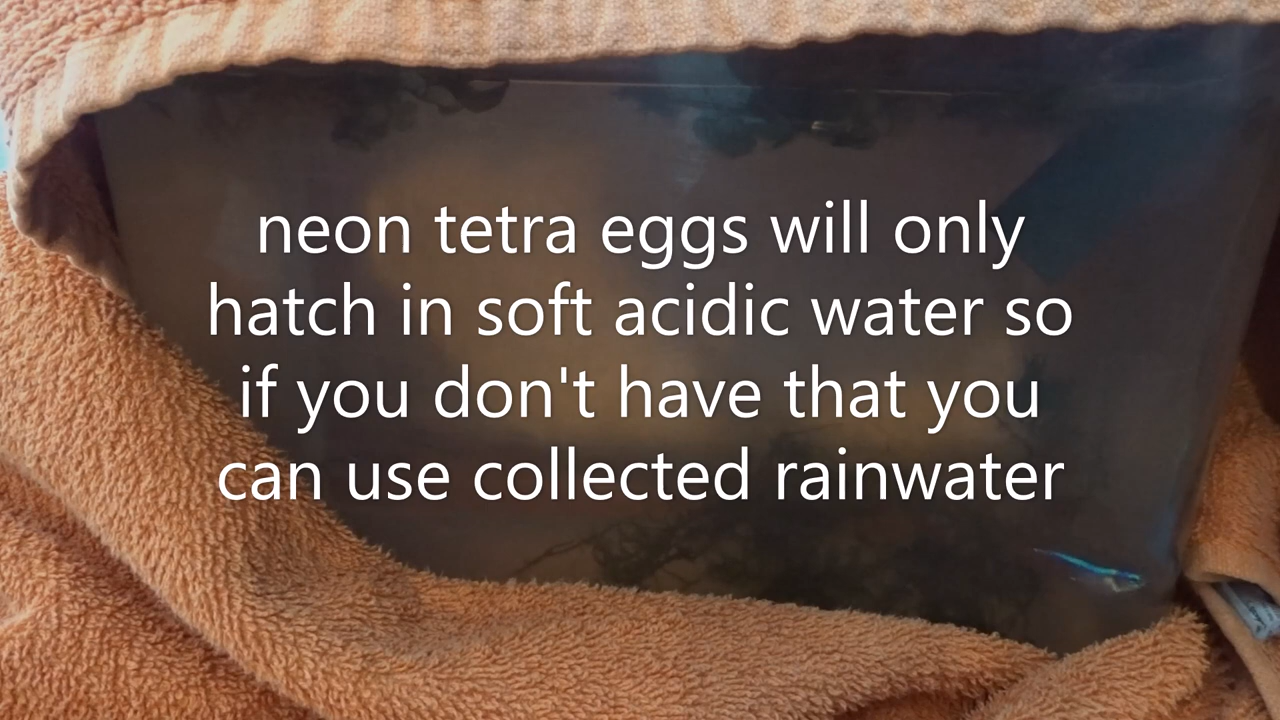 neon tetra eggs will only
hatch in soft acidic water so
if you don't have that you
can use collected rainwater